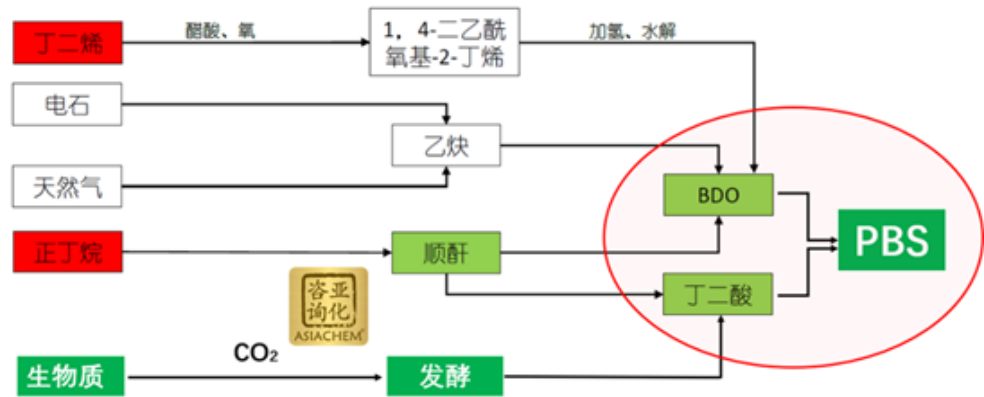 丁二烯
醋酸、氧
1，4-二乙酰
氧基-2-丁烯
加氢、水解
电石
乙炔
天然气
BDO
PBS
正丁烷
顺酐
丁二酸
咨亚
询化
ASIACHEM
生物质
CO₂
发酵